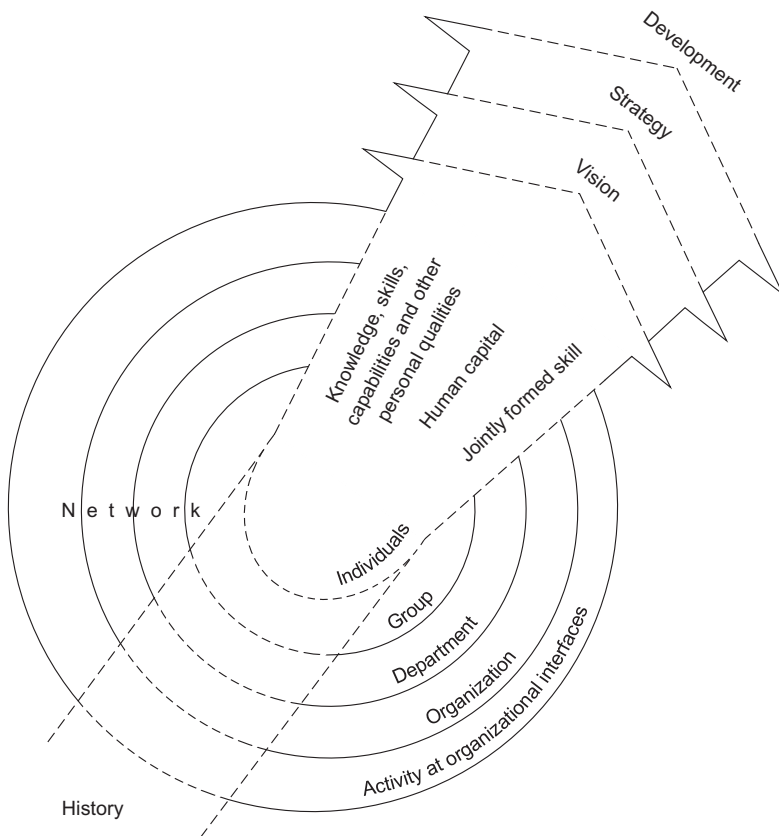 Development
Strategy
Vision
Knowledge, skills,
capabilities and other
personal qualities
Human capital
Jointly formed skill
Network
Individuals
Group
Department
Organization
Activity at organizational interfaces
History